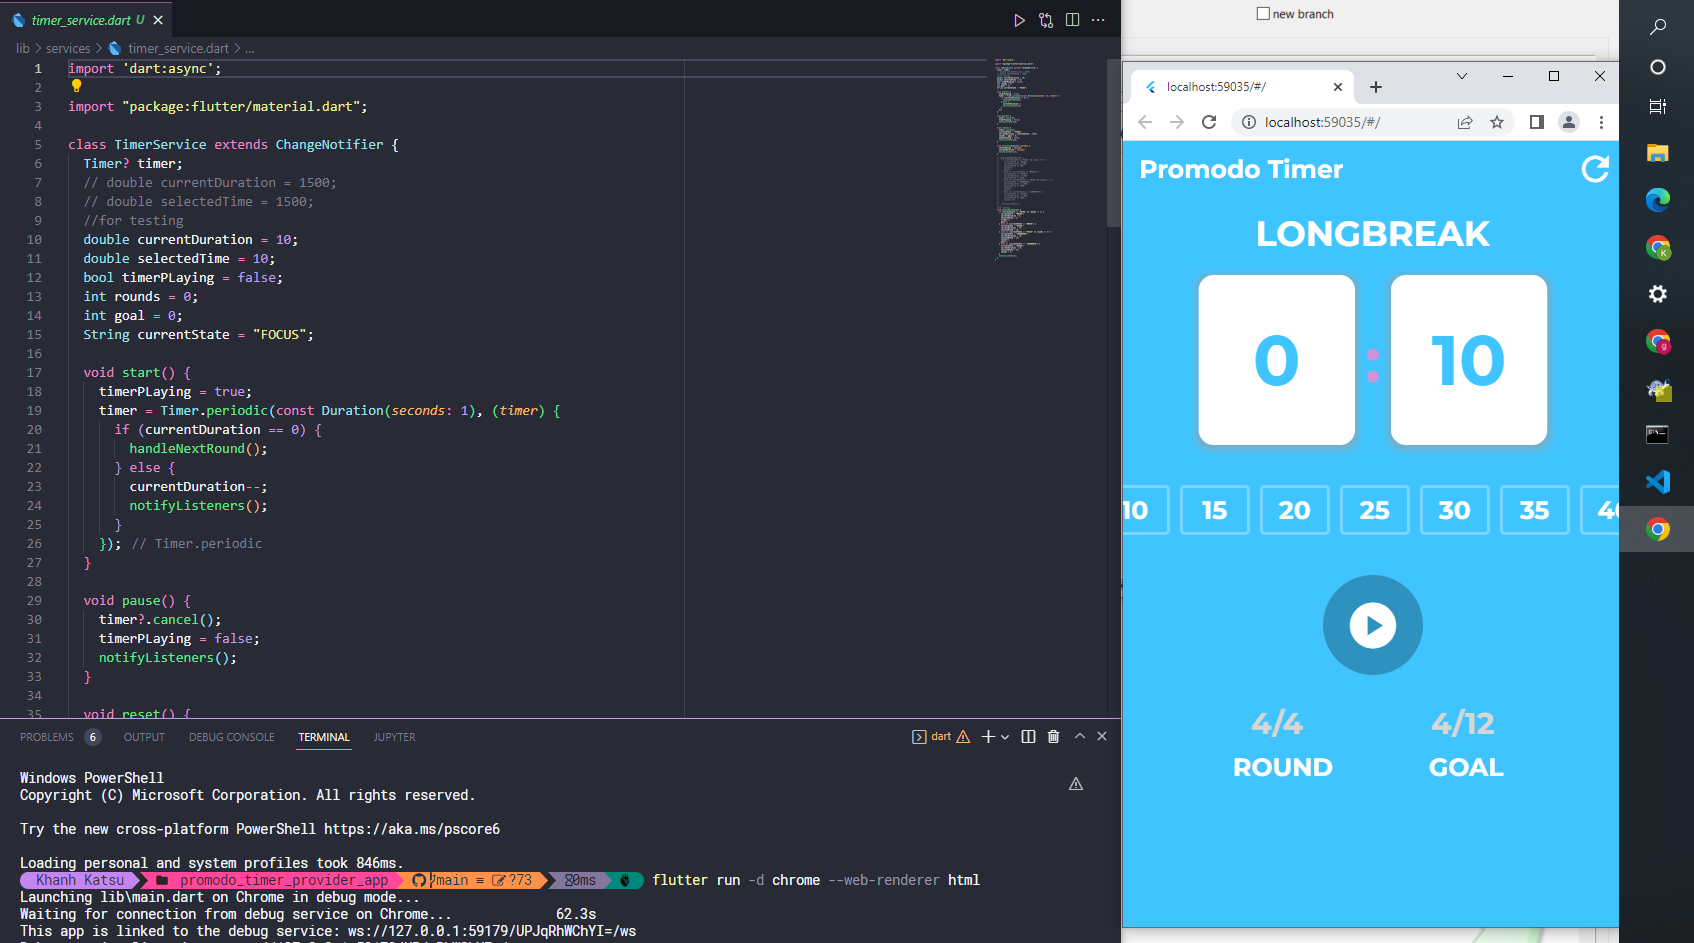 timer_service.dart U
lib > services > timer_service.dart > ...
1 import 'dart:async';
2
3 import "package:flutter/material.dart";
4
5 class TimerService extends ChangeNotifier {
6 Timer? timer;
7 // double currentDuration = 1500;
8 // double selectedTime = 1500;
9 //for testing
10 double currentDuration = 10;
11 double selectedTime = 10;
12 bool timerPLaying = false;
13 int rounds = 0;
14 int goal = 0;
15 String currentState = "FOCUS";
16
17 void start() {
18 timerPLaying = true;
19 timer = Timer.periodic(const Duration(seconds: 1), (timer) {
20 if (currentDuration == 0) {
21 handleNextRound();
22 } else {
23 currentDuration--;
24 notifyListeners();
25 }
26 }); // Timer.periodic
27 }
28
29 void pause() {
30 timer?.cancel();
31 timerPLaying = false;
32 notifyListeners();
33 }
34
35 void reset() {
PROBLEMS 6 OUTPUT DEBUG CONSOLE TERMINAL JUPYTER
dart
Windows PowerShell
Copyright (C) Microsoft Corporation. All rights reserved.
Try the new cross-platform PowerShell https://aka.ms/pscore6
Loading personal and system profiles took 846ms.
Khanh Katsu promodo_timer_provider_app main ≡ ?73 0ms flutter run -d chrome --web-renderer html
Launching lib\main.dart on Chrome in debug mode...
Waiting for connection from debug service on Chrome... 62.3s
This app is linked to the debug service: ws://127.0.0.1:59179/UPJqRhWChYI=/ws
new branch
localhost:59035/#/
localhost:59035/#/
Promodo Timer
LONGBREAK
0 : 10
10 15 20 25 30 35 40
4/4 4/12
ROUND GOAL